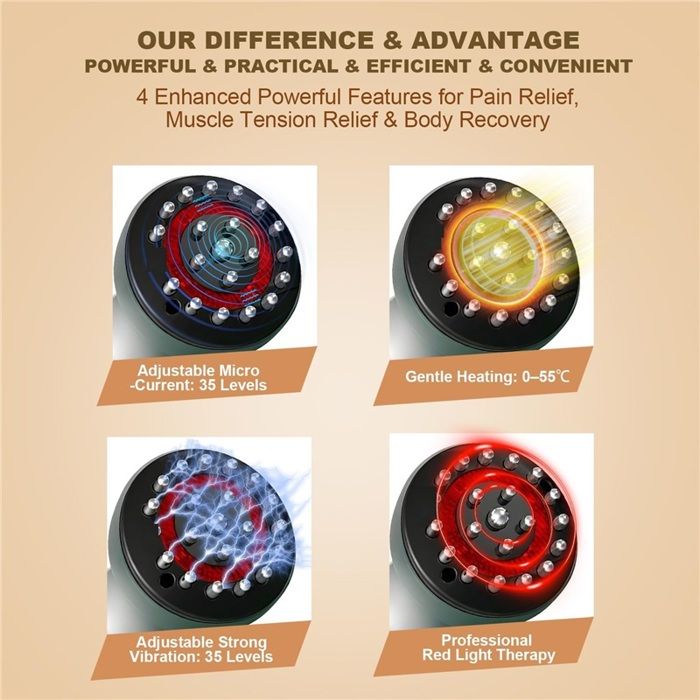 OUR DIFFERENCE & ADVANTAGE
POWERFUL & PRACTICAL & EFFICIENT & CONVENIENT
4 Enhanced Powerful Features for Pain Relief,
Muscle Tension Relief & Body Recovery
Adjustable Micro
-Current: 35 Levels
Gentle Heating: 0–55℃
Adjustable Strong
Vibration: 35 Levels
Professional
Red Light Therapy